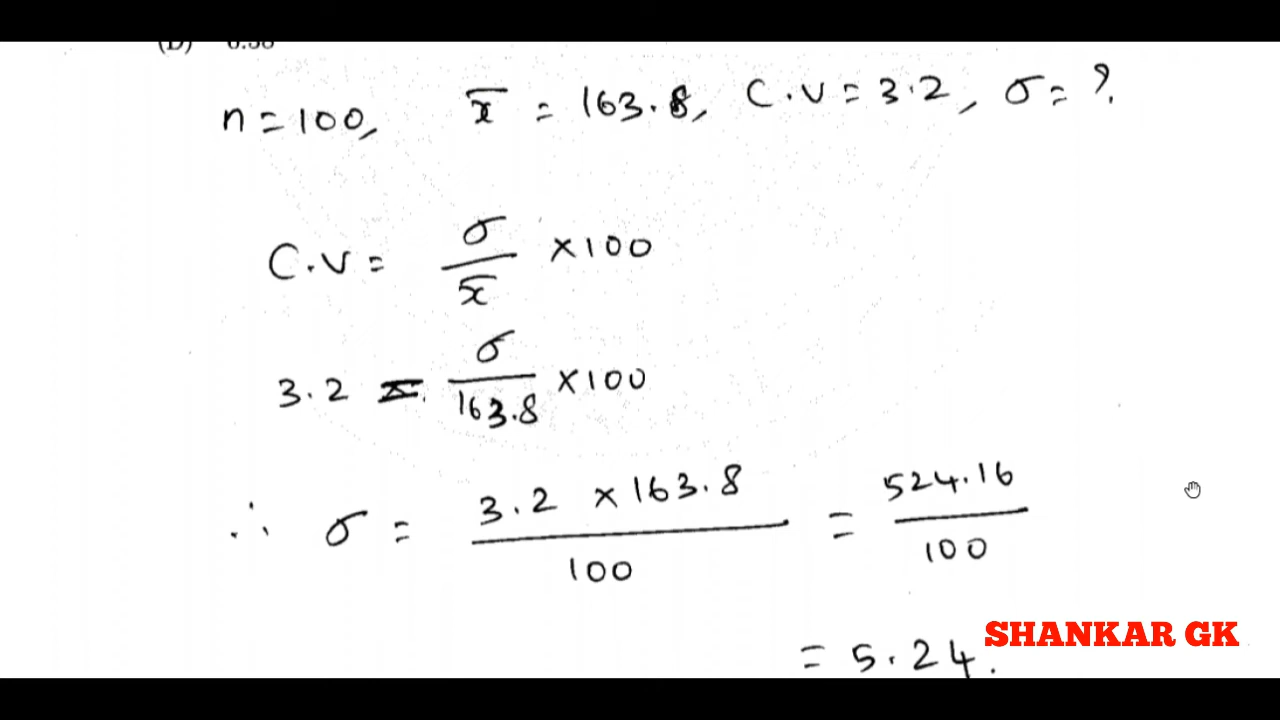 n = 100, x̄ = 163.8, C.V = 3.2, σ = ?
C.V = σ/x̄ × 100
3.2 = σ/163.8 × 100
∴ σ = 3.2 × 163.8/100 = 524.16/100
SHANKAR GK
= 5.24.